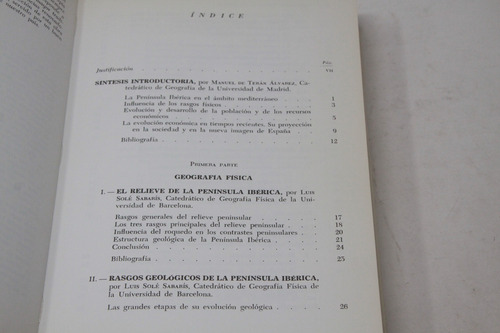 ÍNDICE
Pág.
Justificación VII
SÍNTESIS INTRODUCTORIA, por MANUEL DE TERÁN ÁLVAREZ, Ca-
tedrático de Geografía de la Universidad de Madrid.
La Península Ibérica en el ámbito mediterráneo 1
Influencia de los rasgos físicos 3
Evolución y desarrollo de la población y de los recursos
económicos 5
La evolución económica en tiempos recientes. Su proyección
en la sociedad y en la nueva imagen de España 9
Bibliografía 12
PRIMERA PARTE
GEOGRAFÍA FÍSICA
I. — EL RELIEVE DE LA PENÍNSULA IBÉRICA, por LUIS
SOLÉ SABARÍS, Catedrático de Geografía Física de la Uni-
versidad de Barcelona.
Rasgos generales del relieve peninsular 17
Los tres rasgos principales del relieve peninsular 18
Influencia del roquedo en los contrastes peninsulares 20
Estructura geológica de la Península Ibérica 21
Conclusión 24
Bibliografía 25
II. — RASGOS GEOLÓGICOS DE LA PENÍNSULA IBÉRICA,
por LUIS SOLÉ SABARÍS, Catedrático de Geografía Física de
la Universidad de Barcelona.
Las grandes etapas de su evolución geológica 26